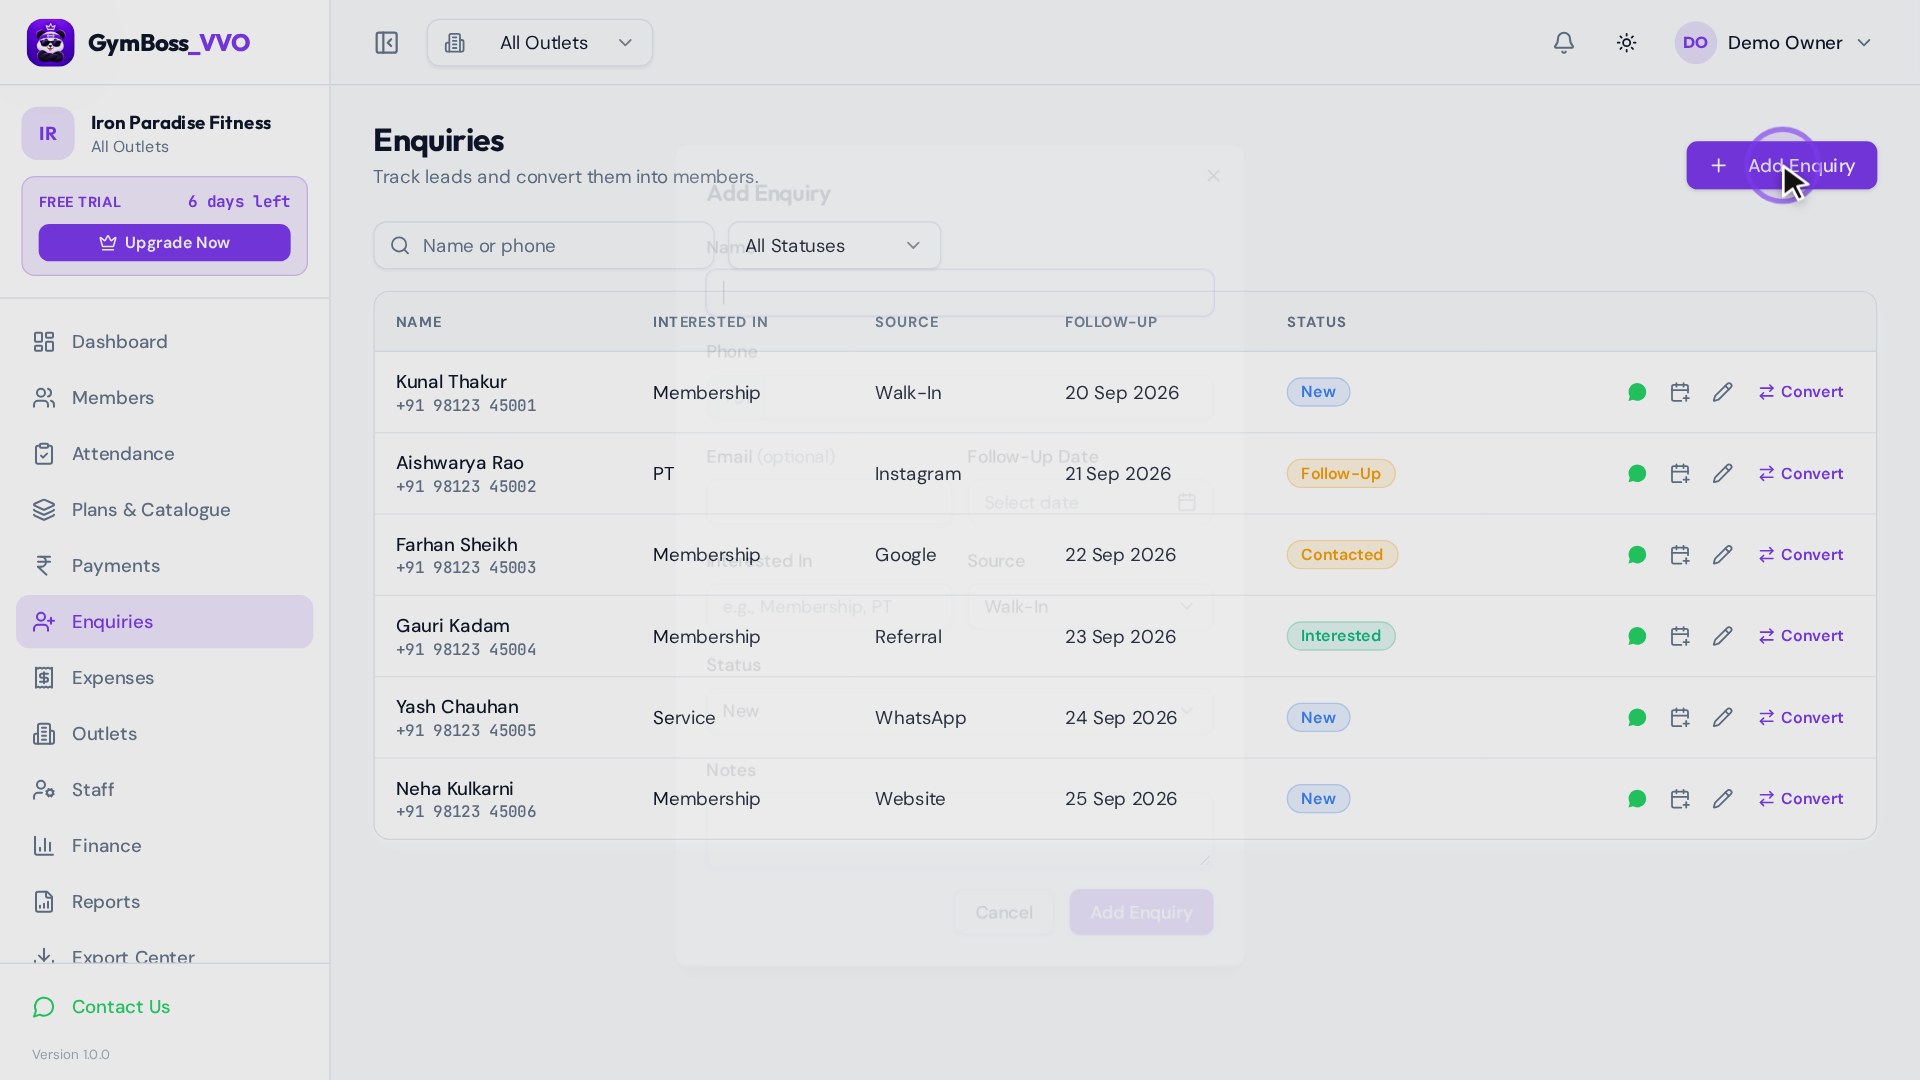 GymBoss_VVO
All Outlets
DO
Demo Owner
IR
Iron Paradise Fitness
All Outlets
FREE TRIAL
6 days left
Upgrade Now
Dashboard
Members
Attendance
Plans & Catalogue
Payments
Enquiries
Expenses
Outlets
Staff
Finance
Reports
Export Center
Contact Us
Version 1.0.0
Enquiries
Track leads and convert them into members.
Add Enquiry
Name or phone
All Statuses
NAME INTERESTED IN SOURCE FOLLOW-UP STATUS
Kunal Thakur
+91 98123 45001
Membership Walk-In 20 Sep 2026 New Convert
Aishwarya Rao
+91 98123 45002
PT Instagram 21 Sep 2026 Follow-Up Convert
Farhan Sheikh
+91 98123 45003
Membership Google 22 Sep 2026 Contacted Convert
Gauri Kadam
+91 98123 45004
Membership Referral 23 Sep 2026 Interested Convert
Yash Chauhan
+91 98123 45005
Service WhatsApp 24 Sep 2026 New Convert
Neha Kulkarni
+91 98123 45006
Membership Website 25 Sep 2026 New Convert
Add Enquiry
Name
Phone
Email (optional) Follow-Up Date
Select date
Interested In Source
e.g., Membership, PT Walk-In
Status
New
Notes
Cancel Add Enquiry